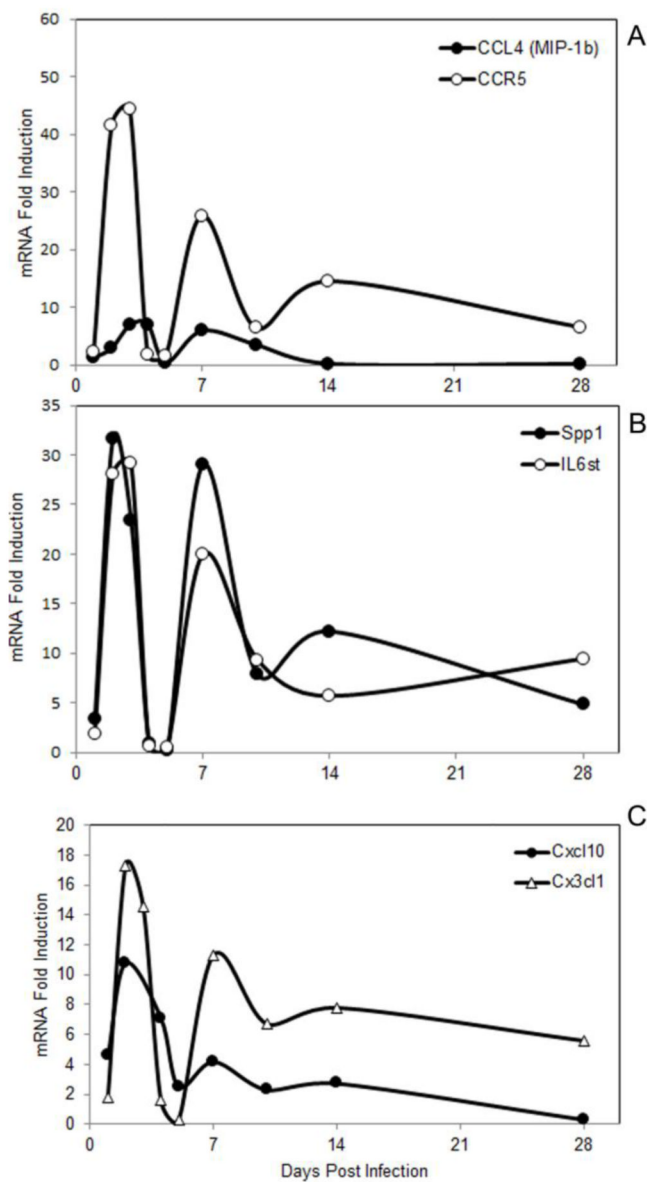 A
CCL4 (MIP-1b)
CCR5
mRNA Fold Induction
60
50
40
30
20
10
0
0 7 14 21 28
B
Spp1
IL6st
mRNA Fold Induction
35
30
25
20
15
10
5
0
0 7 14 21 28
C
Cxcl10
Cx3cl1
mRNA Fold Induction
20
18
16
14
12
10
8
6
4
2
0
0 7 14 21 28
Days Post Infection